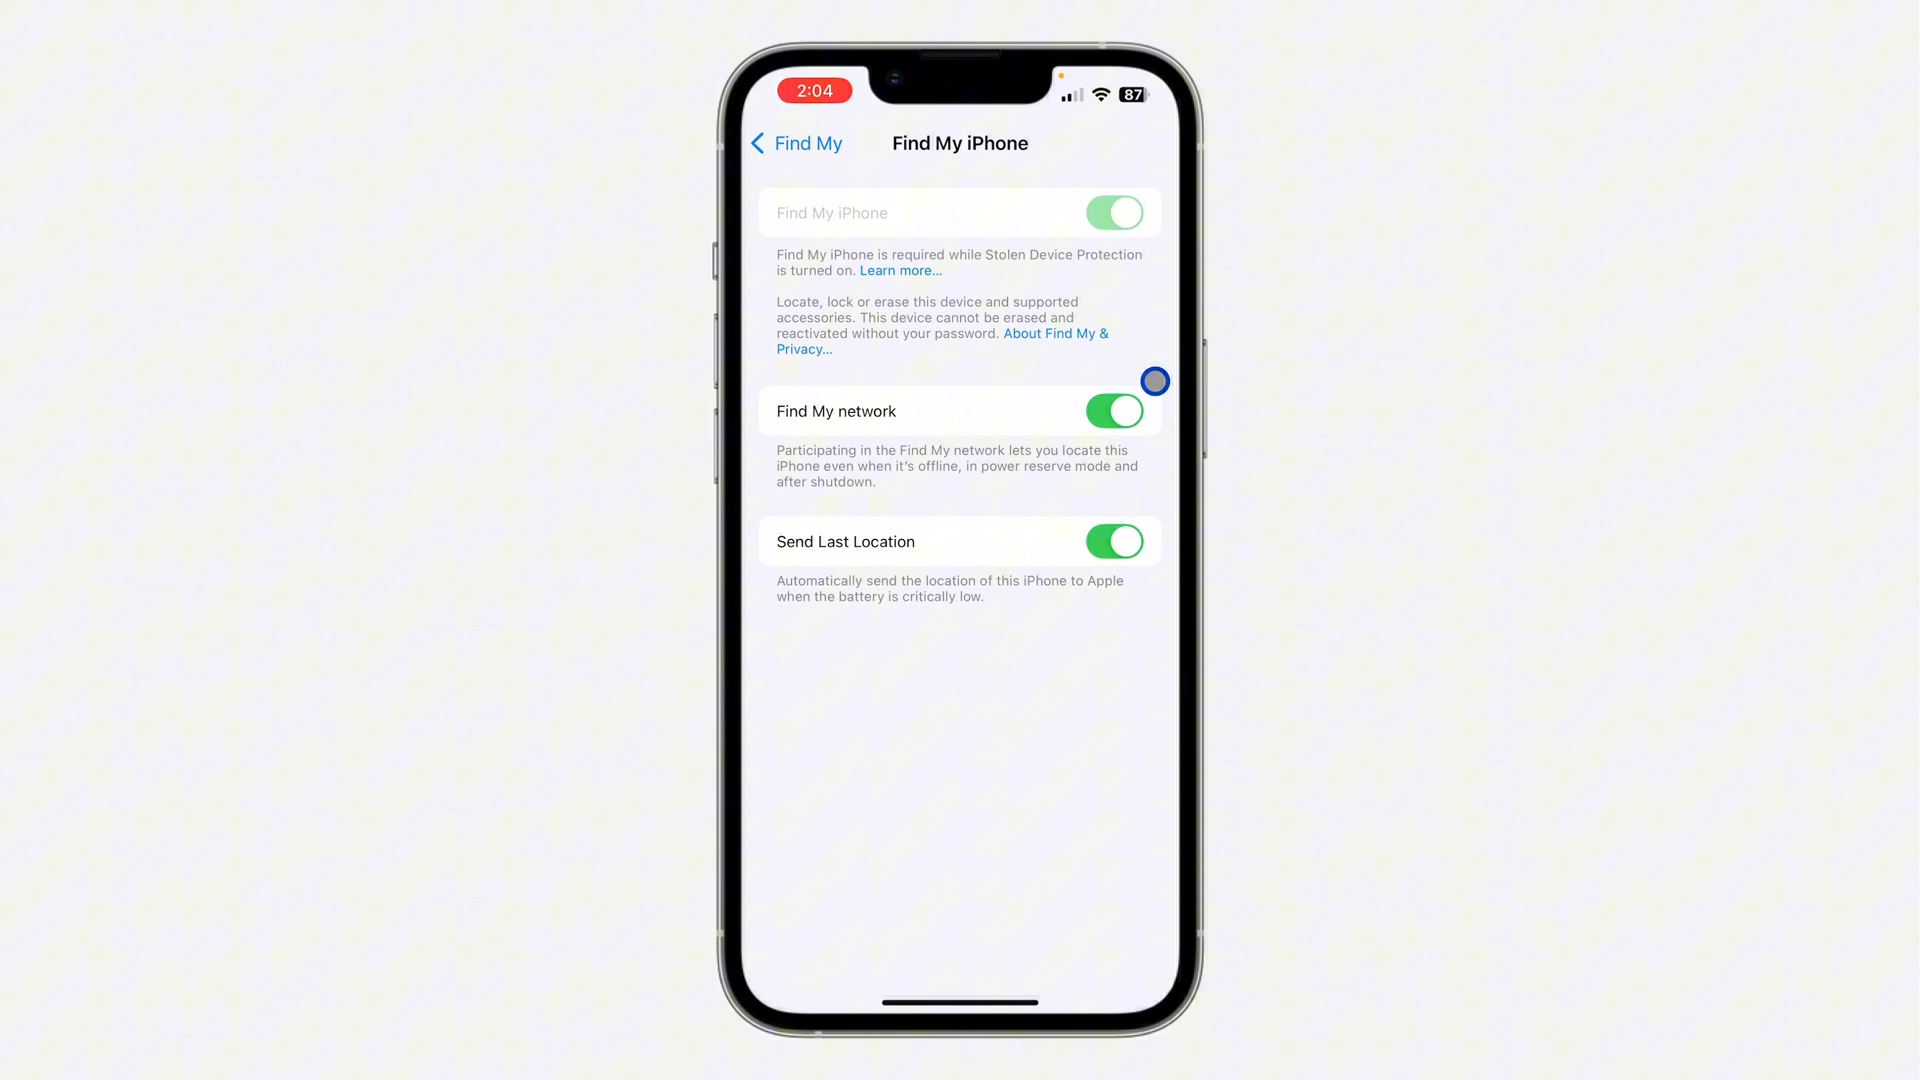 2:04
87
Find My
Find My iPhone
Find My iPhone
Find My iPhone is required while Stolen Device Protection
is turned on. Learn more...
Locate, lock or erase this device and supported
accessories. This device cannot be erased and
reactivated without your password. About Find My &
Privacy...
Find My network
Participating in the Find My network lets you locate this
iPhone even when it's offline, in power reserve mode and
after shutdown.
Send Last Location
Automatically send the location of this iPhone to Apple
when the battery is critically low.